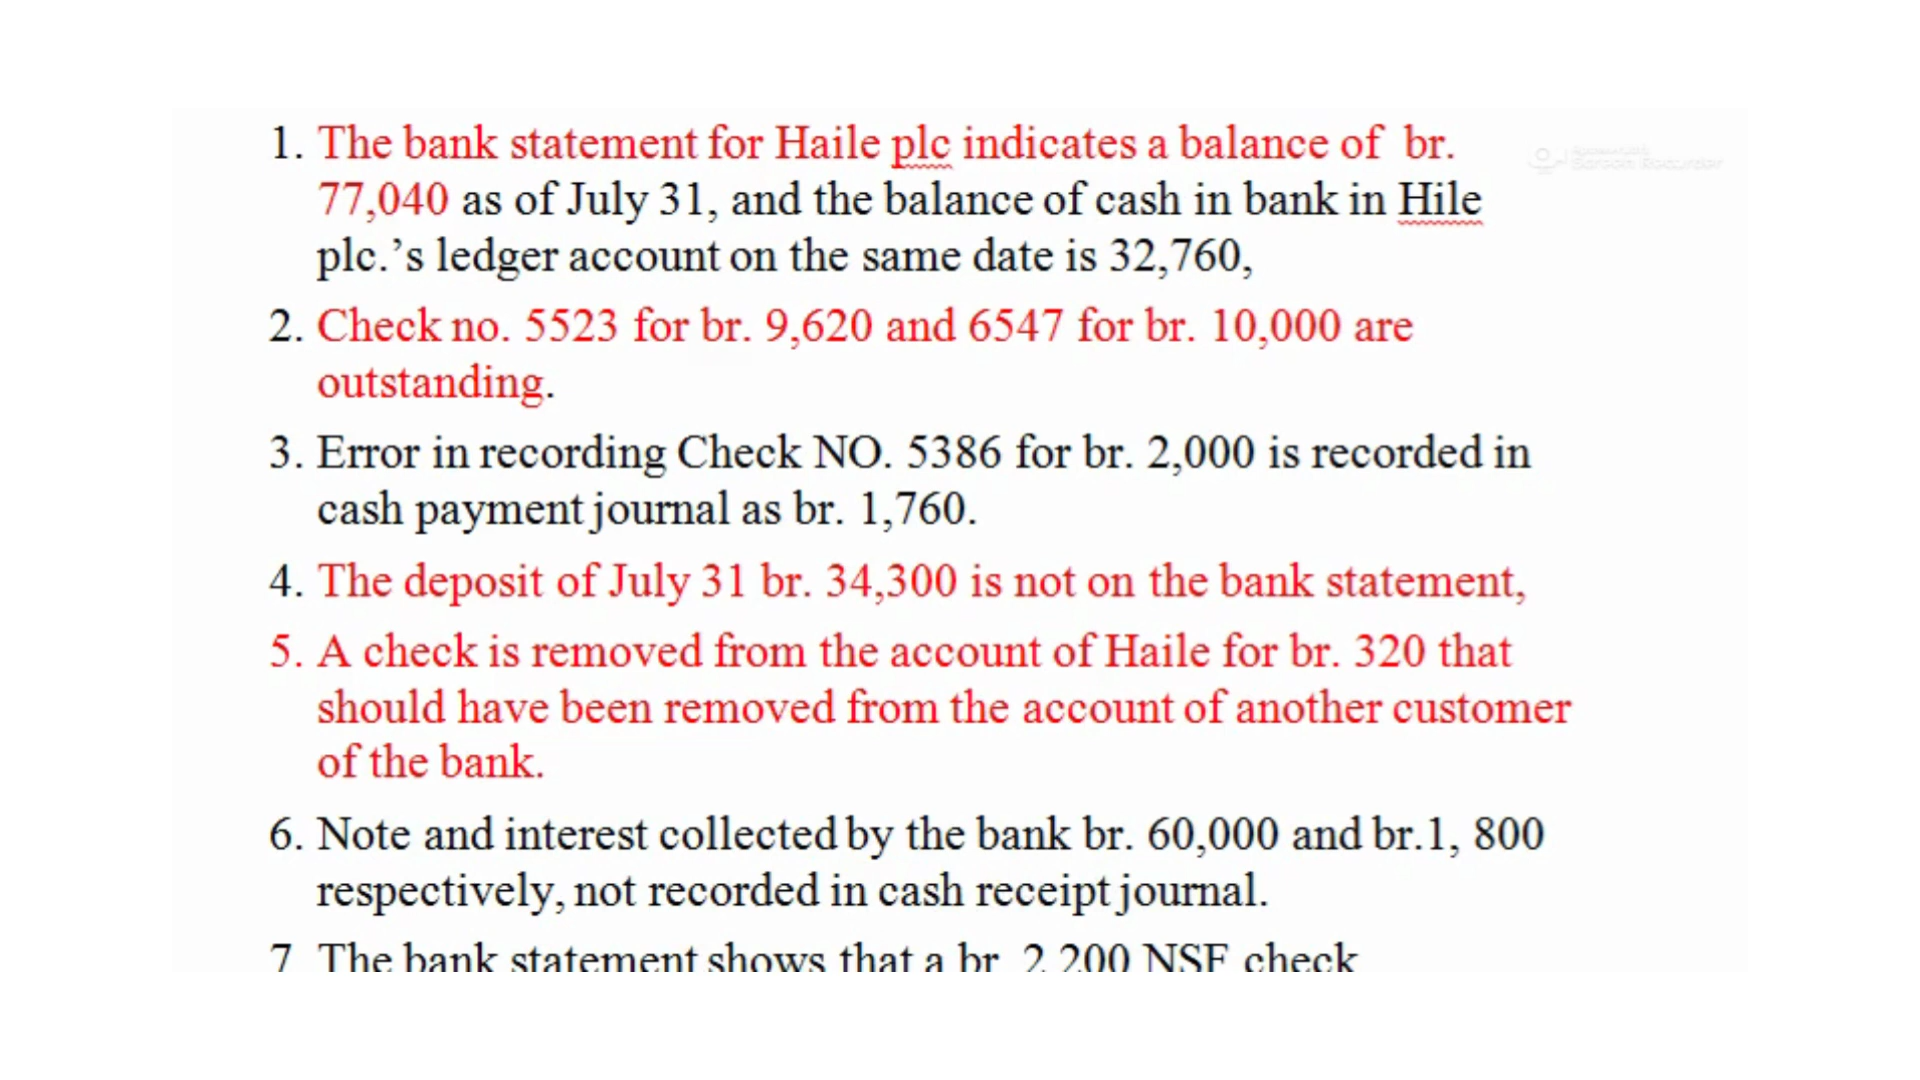 1. The bank statement for Haile plc indicates a balance of br.
77,040 as of July 31, and the balance of cash in bank in Hile
plc.’s ledger account on the same date is 32,760,
2. Check no. 5523 for br. 9,620 and 6547 for br. 10,000 are
outstanding.
3. Error in recording Check NO. 5386 for br. 2,000 is recorded in
cash payment journal as br. 1,760.
4. The deposit of July 31 br. 34,300 is not on the bank statement,
5. A check is removed from the account of Haile for br. 320 that
should have been removed from the account of another customer
of the bank.
6. Note and interest collected by the bank br. 60,000 and br.1, 800
respectively, not recorded in cash receipt journal.
7. The bank statement shows that a br. 2,200 NSF check
Screen Recorder